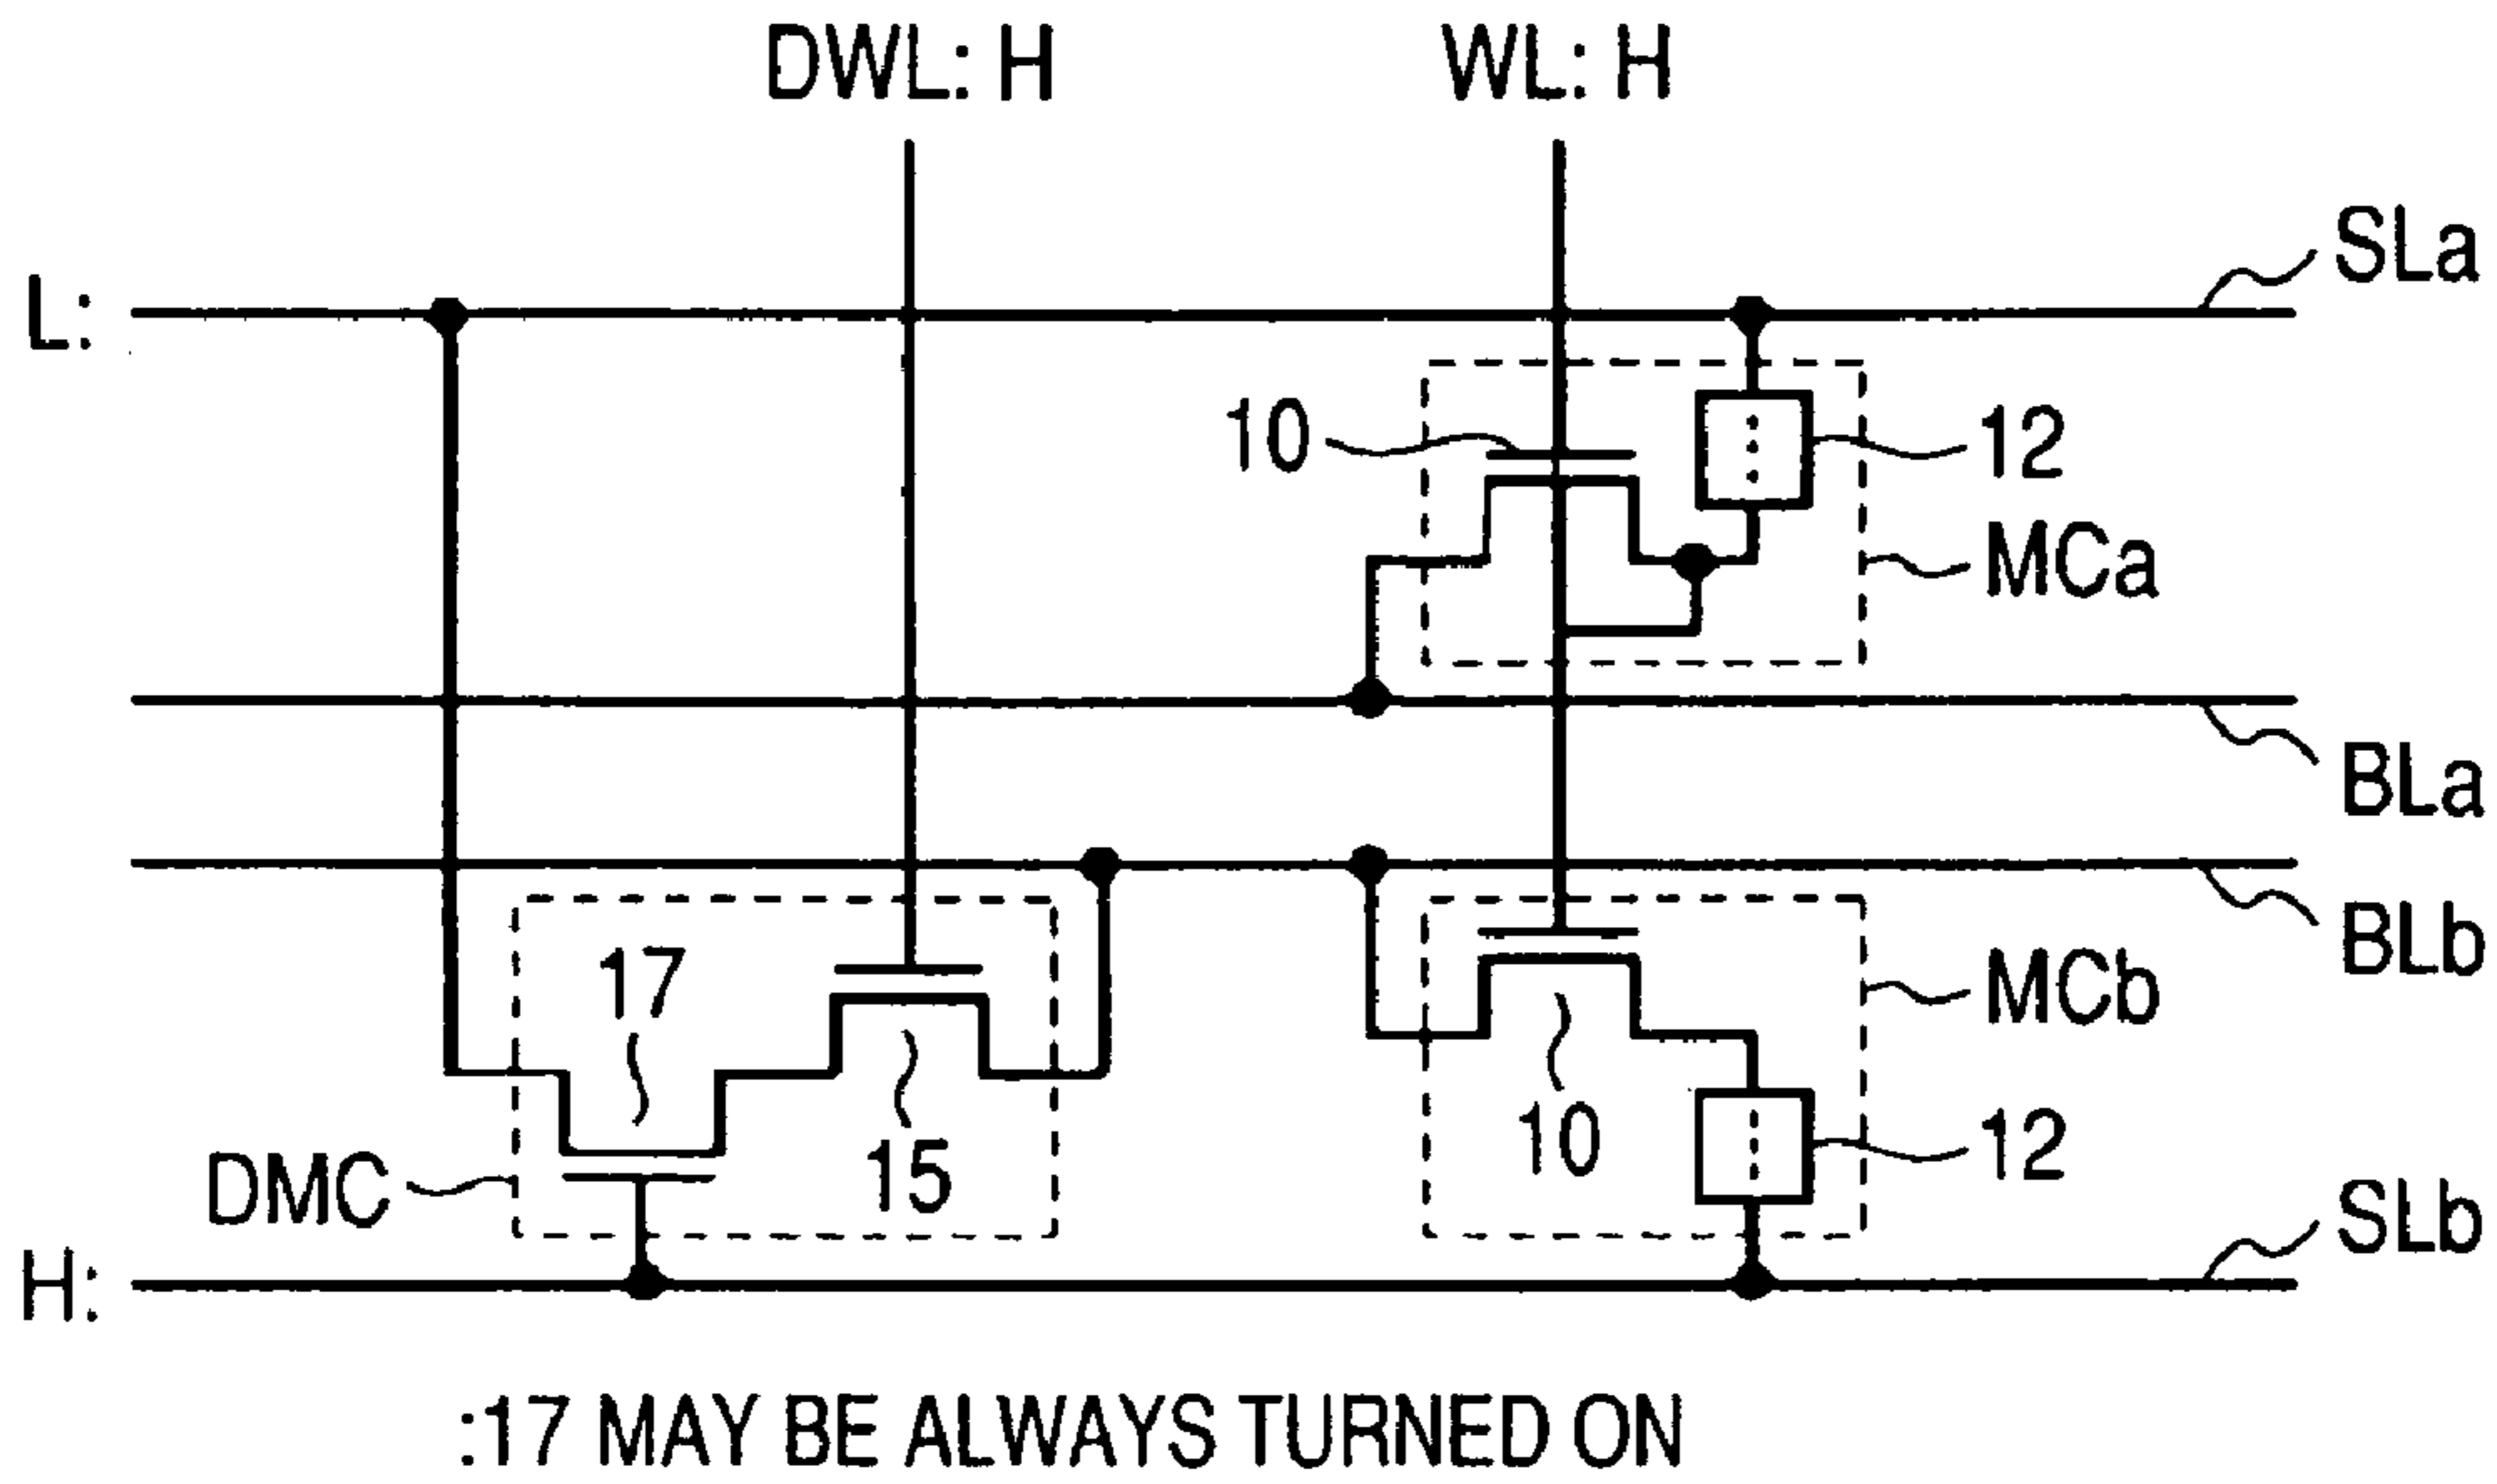 DWL: H WL: H
SLa
L:
10 12
MCa
BLa
BLb
17 MCb
15 10 12
DMC
SLb
H:
:17 MAY BE ALWAYS TURNED ON